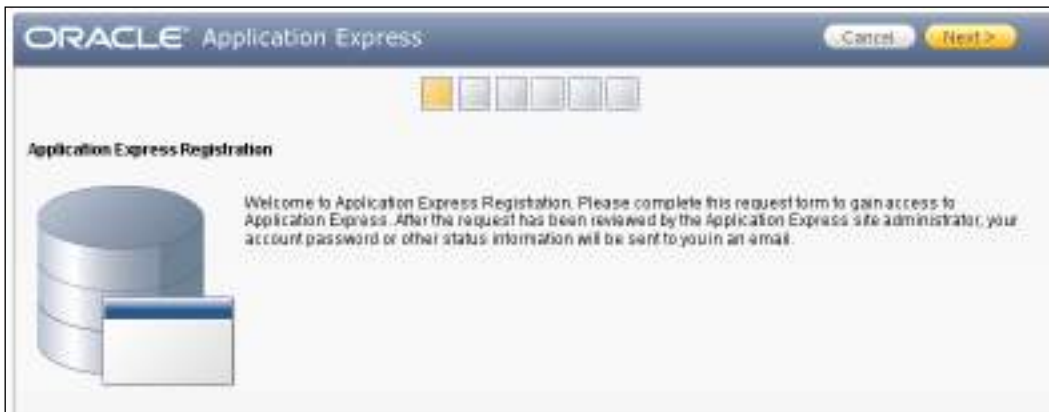 ORACLE Application Express
Cancel
Next >
Application Express Registration
Welcome to Application Express Registration. Please complete this request form to gain access to
Application Express. After the request has been reviewed by the Application Express site administrator, your
account password or other status information will be sent to you in an email.